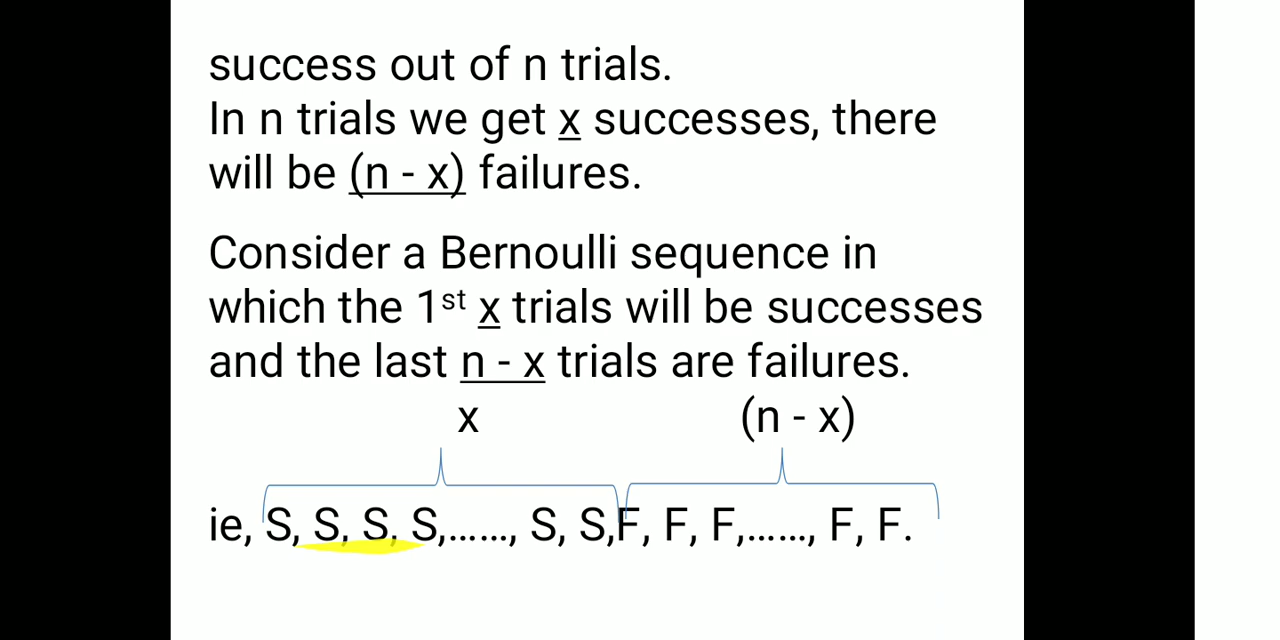 success out of n trials.
In n trials we get x successes, there
will be (n - x) failures.
Consider a Bernoulli sequence in
which the 1st x trials will be successes
and the last n - x trials are failures.
x (n - x)
ie, S, S, S, S,......, S, S,F, F, F,......, F, F.